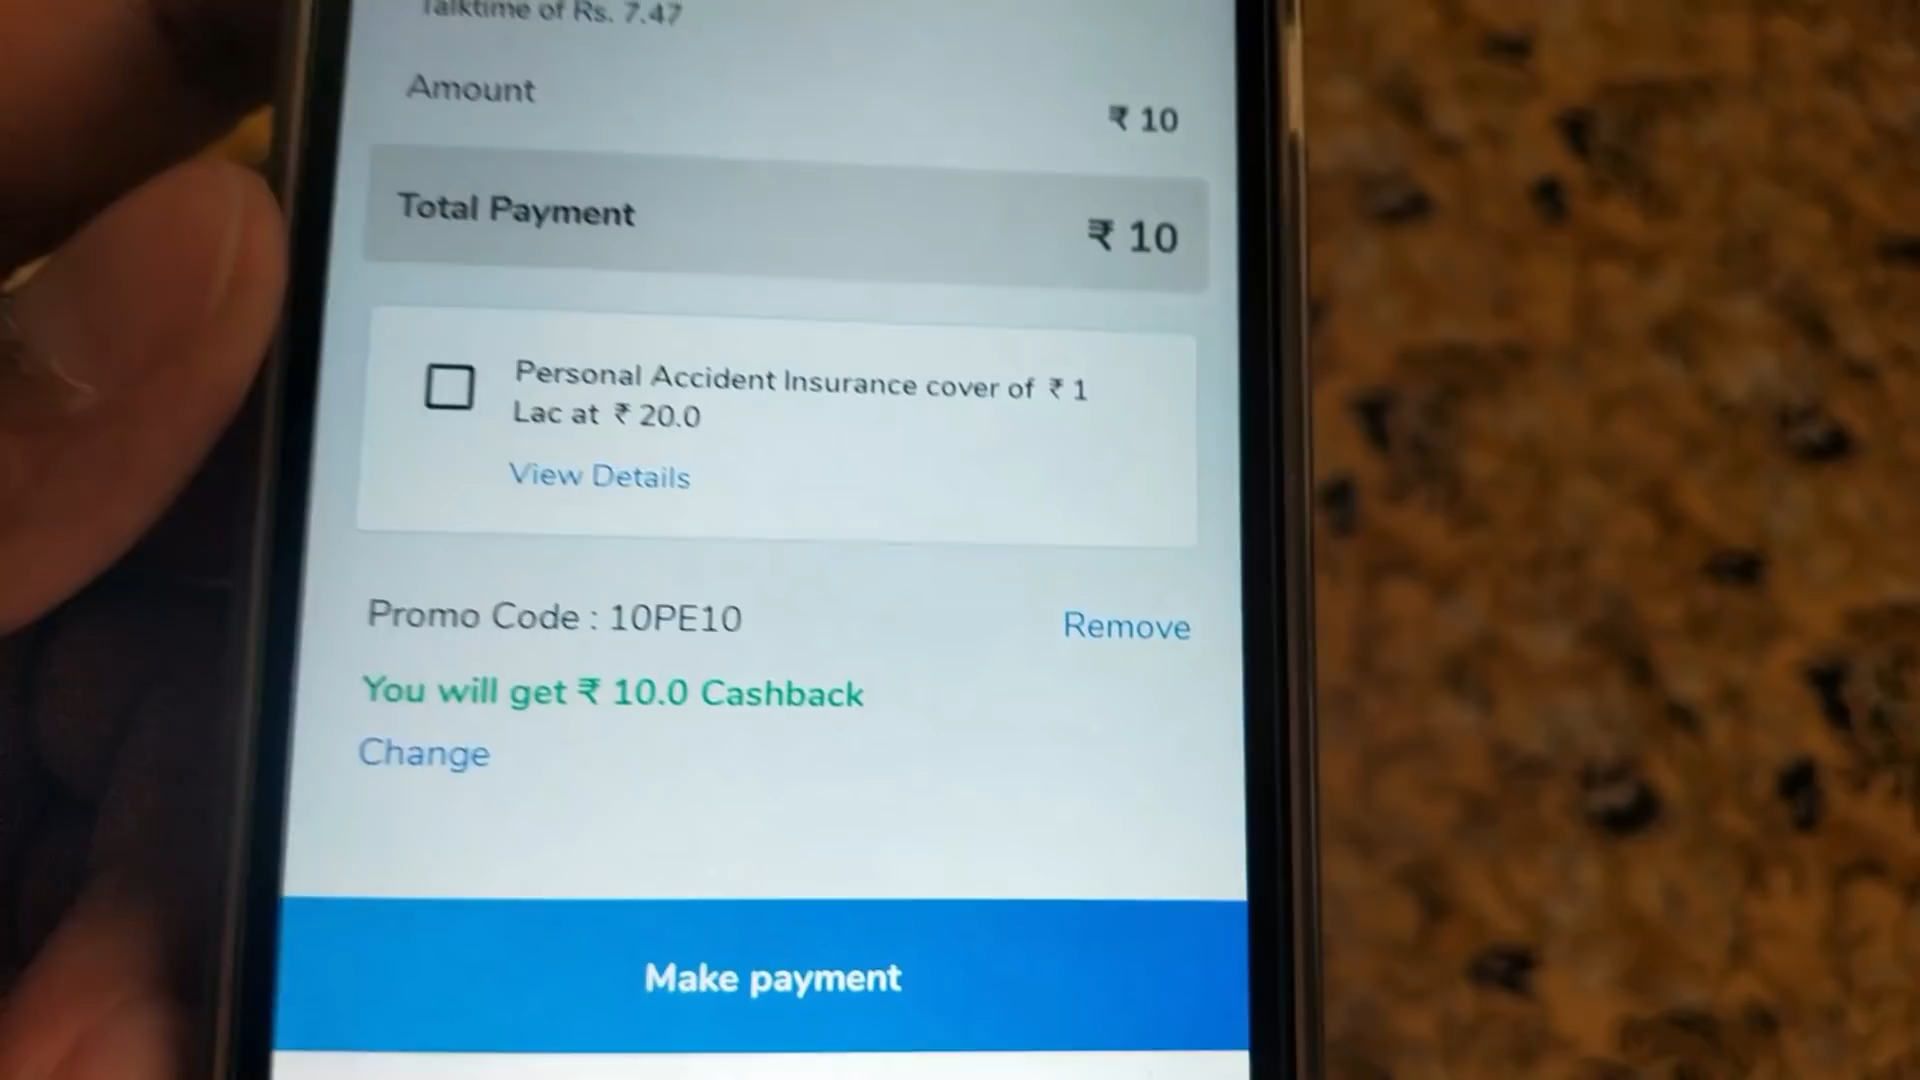 Talktime of Rs. 7.47
Amount
₹ 10
Total Payment
₹ 10
Personal Accident Insurance cover of ₹ 1
Lac at ₹ 20.0
View Details
Promo Code : 10PE10
Remove
You will get ₹ 10.0 Cashback
Change
Make payment